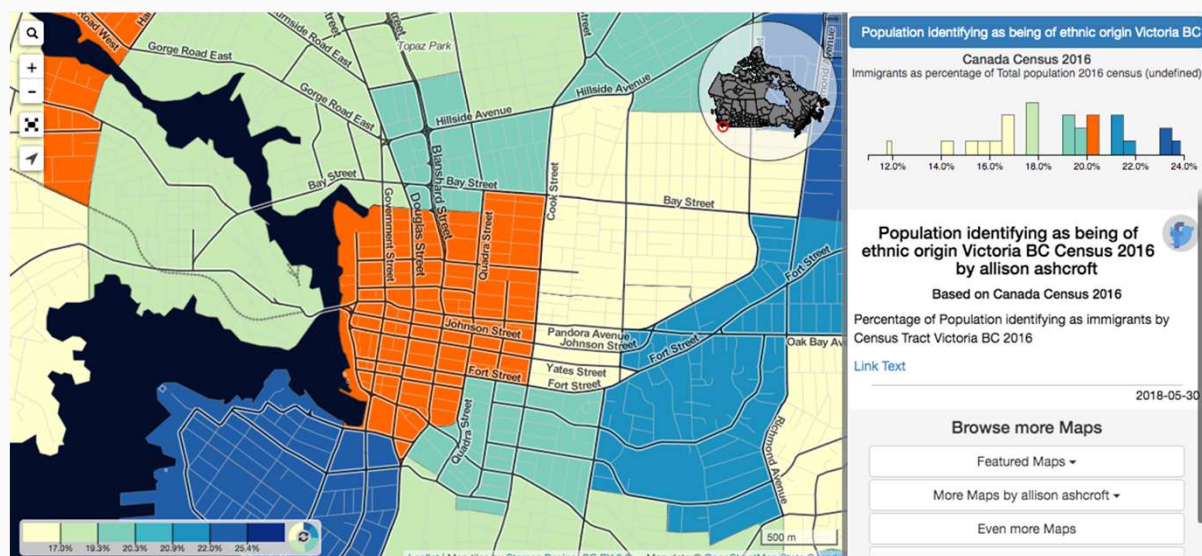 Road West
Gorge Road East
Topaz Park
Gorge Road East
Hillside Avenue
Hillside Avenue
Blanshard Street
Bay Street
Bay Street
Bay Street
Cook Street
Government Street
Douglas Street
Quadra Street
Johnson Street
Pandora Avenue
Johnson Street
Fort Street
Fort Street
Oak Bay Av
Yates Street
Fort Street
Fort Street
Quadra Street
Richmond Avenue
+
−
17.0% 19.3% 20.3% 20.9% 22.0% 25.4%
500 m
Population identifying as being of ethnic origin Victoria BC
Canada Census 2016
Immigrants as percentage of Total population 2016 census (undefined)
12.0% 14.0% 16.0% 18.0% 20.0% 22.0% 24.0%
Population identifying as being of
ethnic origin Victoria BC Census 2016
by allison ashcroft
Based on Canada Census 2016
Percentage of Population identifying as immigrants by
Census Tract Victoria BC 2016
Link Text
2018-05-30
Browse more Maps
Featured Maps
More Maps by allison ashcroft
Even more Maps